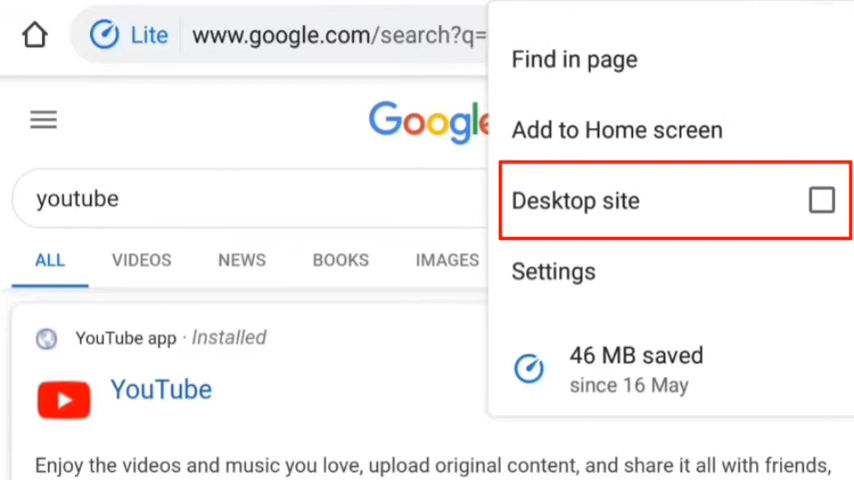 Lite www.google.com/search?q=
Google
youtube
ALL VIDEOS NEWS BOOKS IMAGES
YouTube app · Installed
YouTube
Enjoy the videos and music you love, upload original content, and share it all with friends,
Find in page
Add to Home screen
Desktop site
Settings
46 MB saved
since 16 May